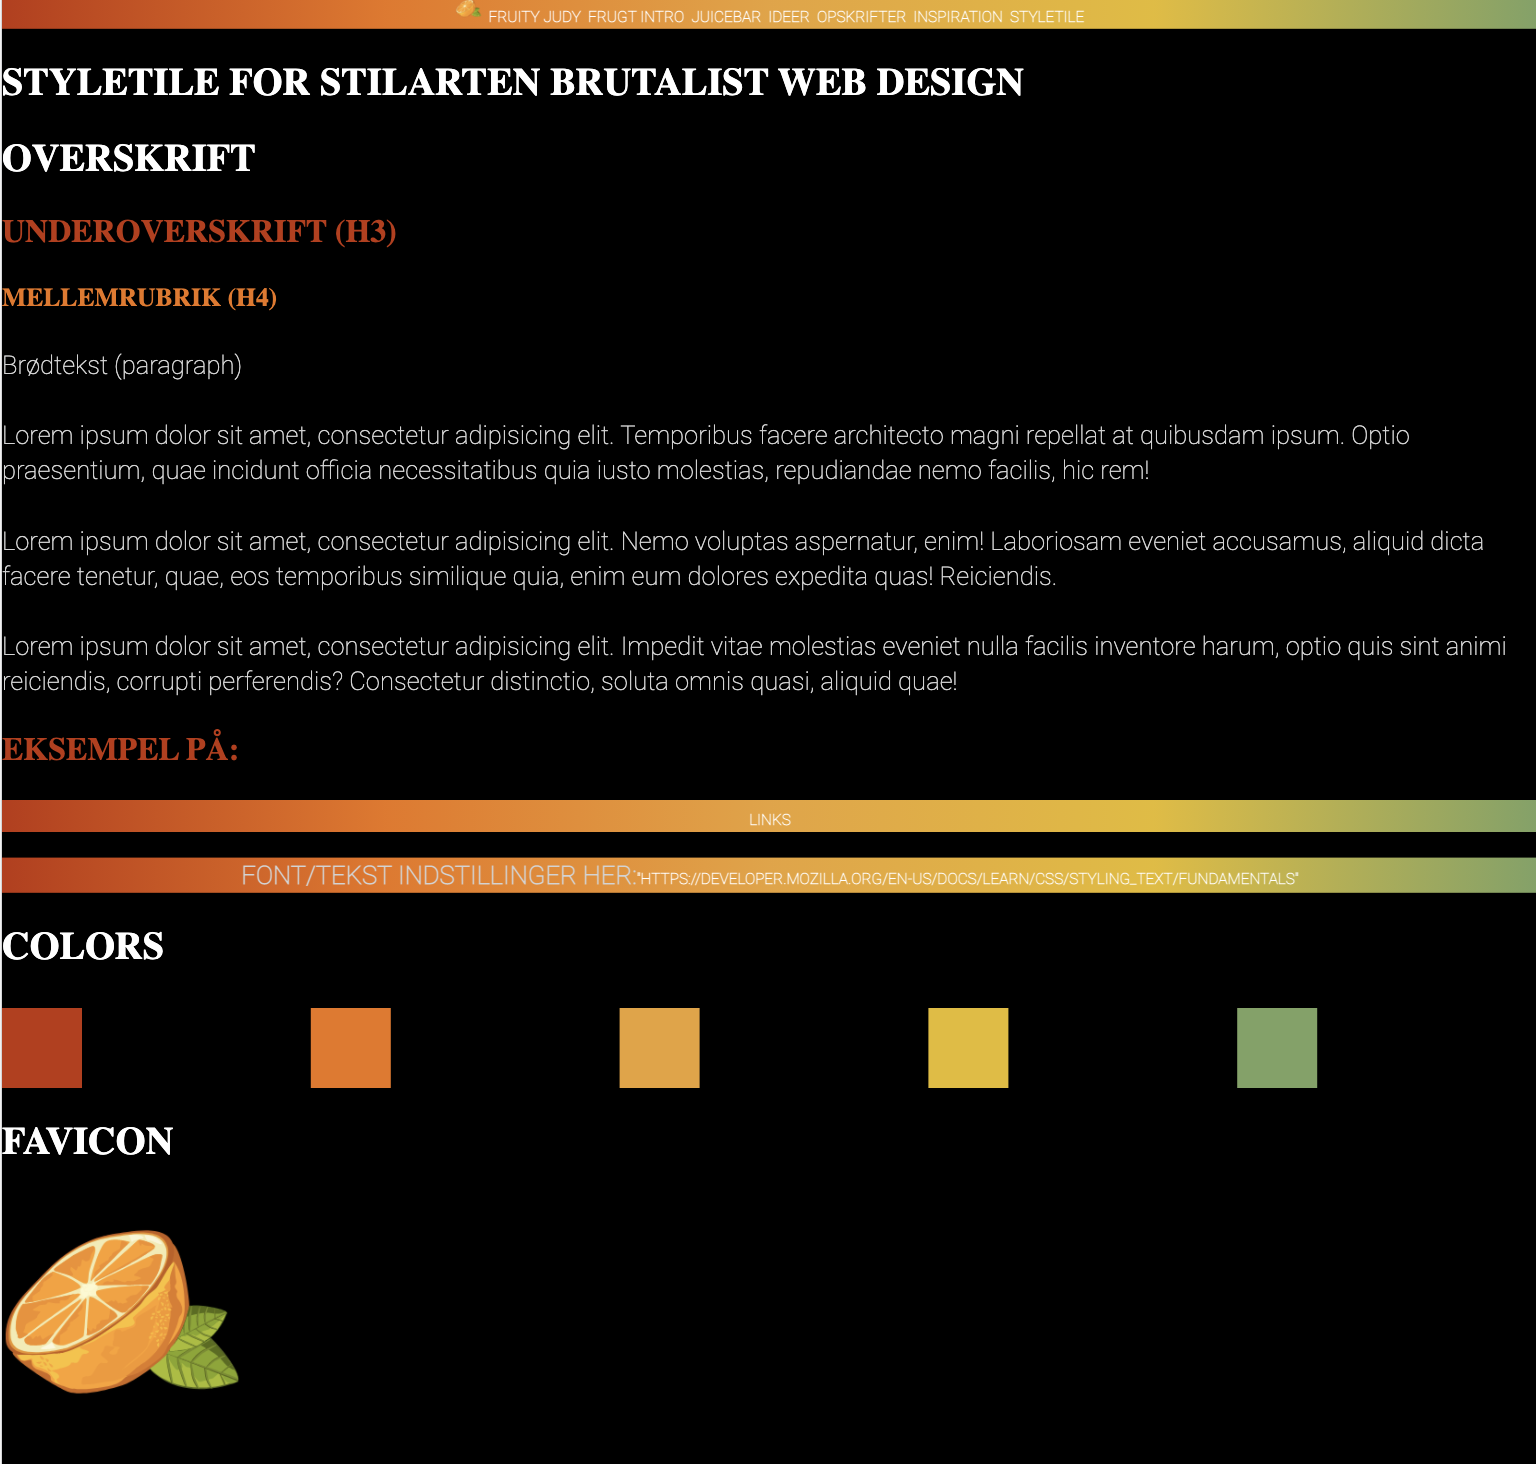 FRUITY JUDY FRUGT INTRO JUICEBAR IDEER OPSKRIFTER INSPIRATION STYLETILE
STYLETILE FOR STILARTEN BRUTALIST WEB DESIGN
OVERSKRIFT
UNDEROVERSKRIFT (H3)
MELLEMRUBRIK (H4)
Brødtekst (paragraph)
Lorem ipsum dolor sit amet, consectetur adipisicing elit. Temporibus facere architecto magni repellat at quibusdam ipsum. Optio
praesentium, quae incidunt officia necessitatibus quia iusto molestias, repudiandae nemo facilis, hic rem!
Lorem ipsum dolor sit amet, consectetur adipisicing elit. Nemo voluptas aspernatur, enim! Laboriosam eveniet accusamus, aliquid dicta
facere tenetur, quae, eos temporibus similique quia, enim eum dolores expedita quas! Reiciendis.
Lorem ipsum dolor sit amet, consectetur adipisicing elit. Impedit vitae molestias eveniet nulla facilis inventore harum, optio quis sint animi
reiciendis, corrupti perferendis? Consectetur distinctio, soluta omnis quasi, aliquid quae!
EKSEMPEL PÅ:
LINKS
FONT/TEKST INDSTILLINGER HER:"HTTPS://DEVELOPER.MOZILLA.ORG/EN-US/DOCS/LEARN/CSS/STYLING_TEXT/FUNDAMENTALS"
COLORS
FAVICON